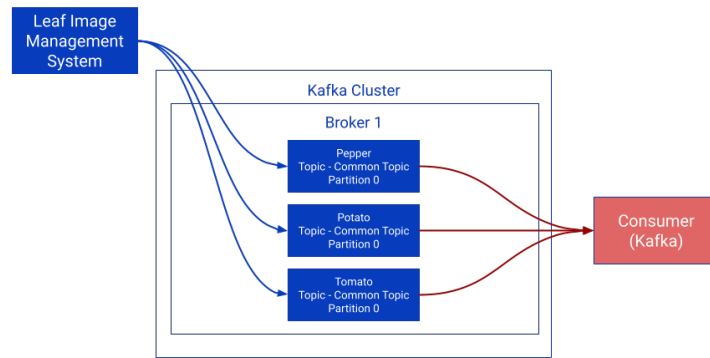 Leaf Image
Management
System
Kafka Cluster
Broker 1
Pepper
Topic - Common Topic
Partition 0
Potato
Topic - Common Topic
Partition 0
Tomato
Topic - Common Topic
Partition 0
Consumer
(Kafka)